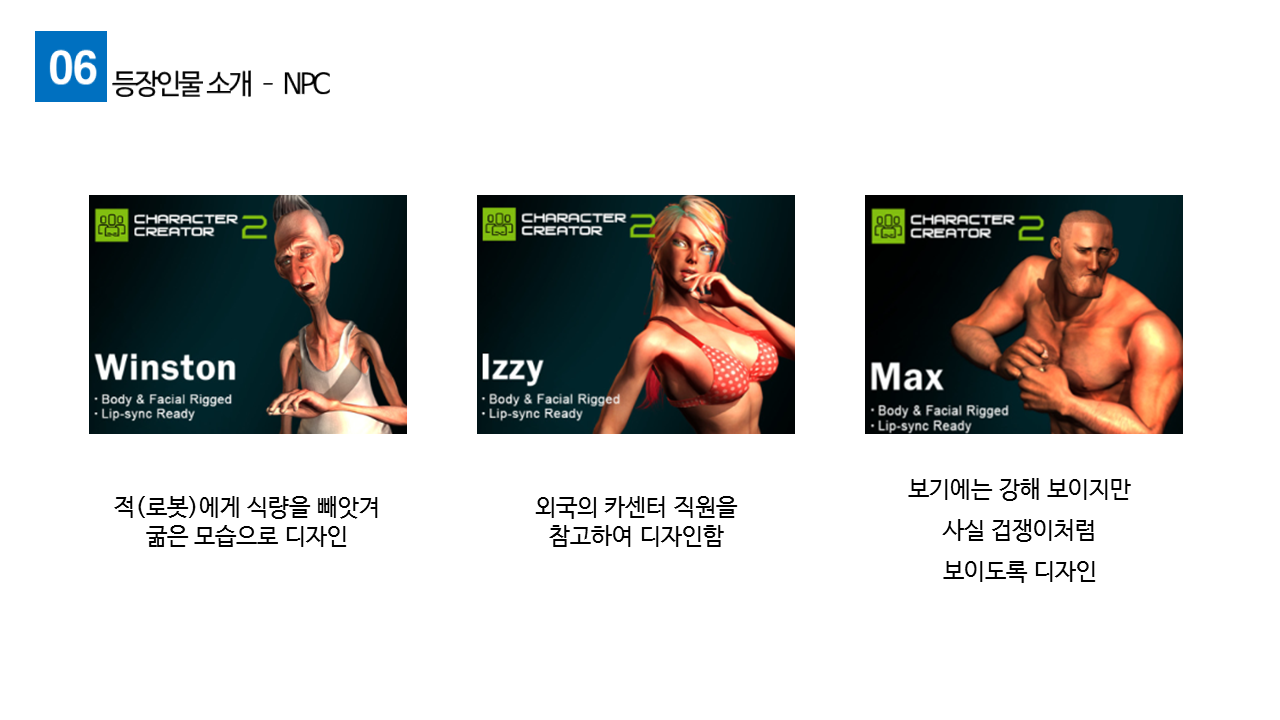 06
등장인물 소개 - NPC
CHARACTER
CREATOR 2
Winston
· Body & Facial Rigged
· Lip-sync Ready
CHARACTER
CREATOR 2
Izzy
· Body & Facial Rigged
· Lip-sync Ready
CHARACTER
CREATOR 2
Max
· Body & Facial Rigged
· Lip-sync Ready
적(로봇)에게 식량을 빼앗겨
굶은 모습으로 디자인
외국의 카센터 직원을
참고하여 디자인함
보기에는 강해 보이지만
사실 겁쟁이처럼
보이도록 디자인